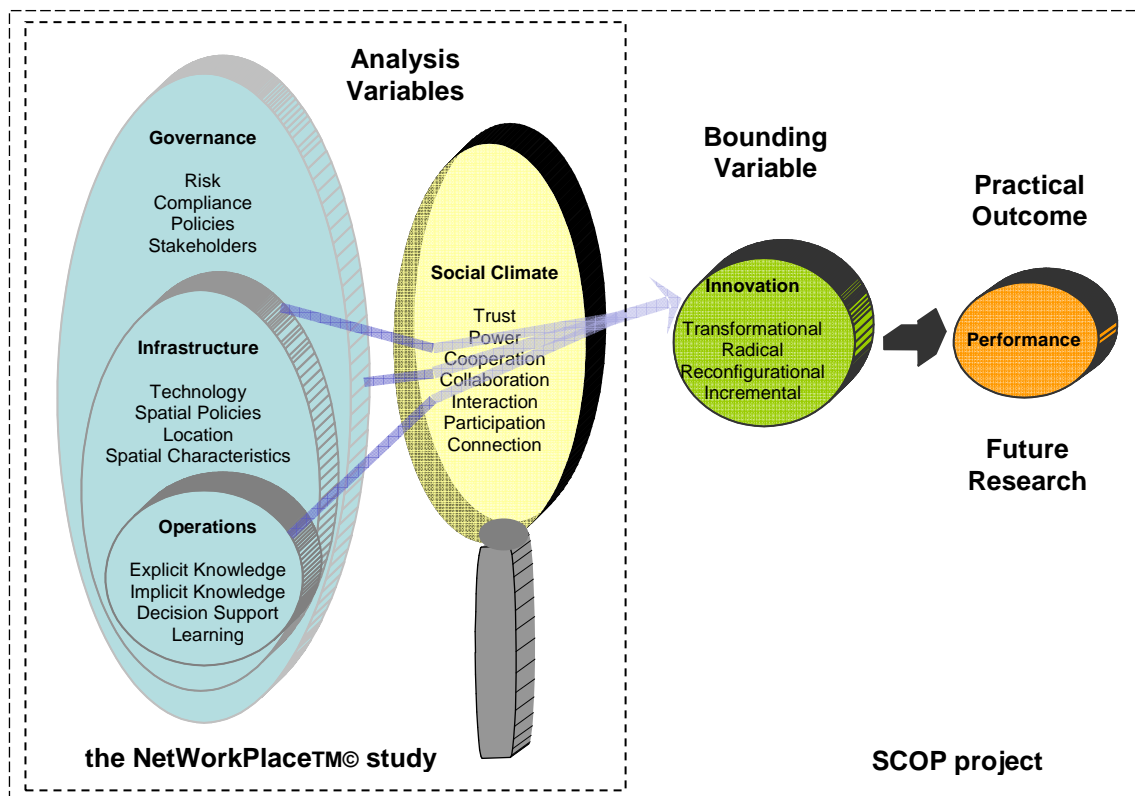 Analysis
Variables
Governance
Risk
Compliance
Policies
Stakeholders
Infrastructure
Technology
Spatial Policies
Location
Spatial Characteristics
Operations
Explicit Knowledge
Implicit Knowledge
Decision Support
Learning
Social Climate
Trust
Power
Cooperation
Collaboration
Interaction
Participation
Connection
the NetWorkPlaceTM© study
Bounding
Variable
Innovation
Transformational
Radical
Reconfigurational
Incremental
Practical
Outcome
Performance
Future
Research
SCOP project